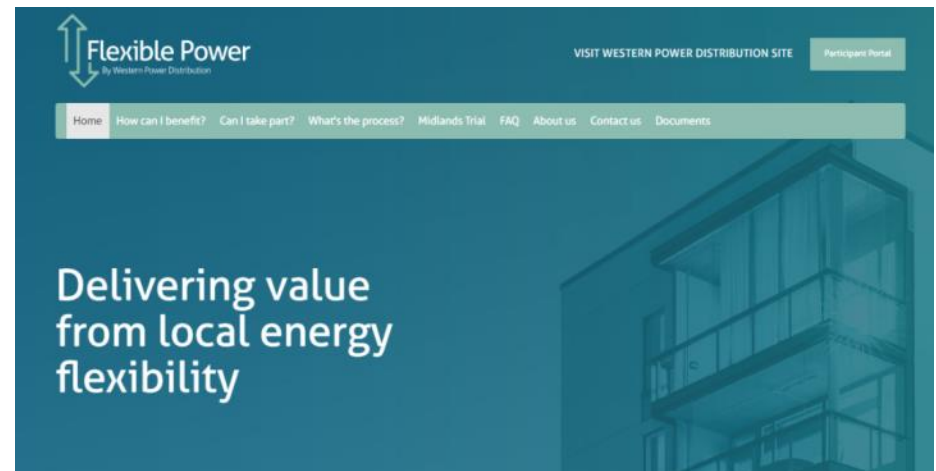 Flexible Power
By Western Power Distribution
VISIT WESTERN POWER DISTRIBUTION SITE
Participant Portal
Home How can I benefit? Can I take part? What's the process? Midlands Trial FAQ About us Contact us Documents
Delivering value
from local energy
flexibility